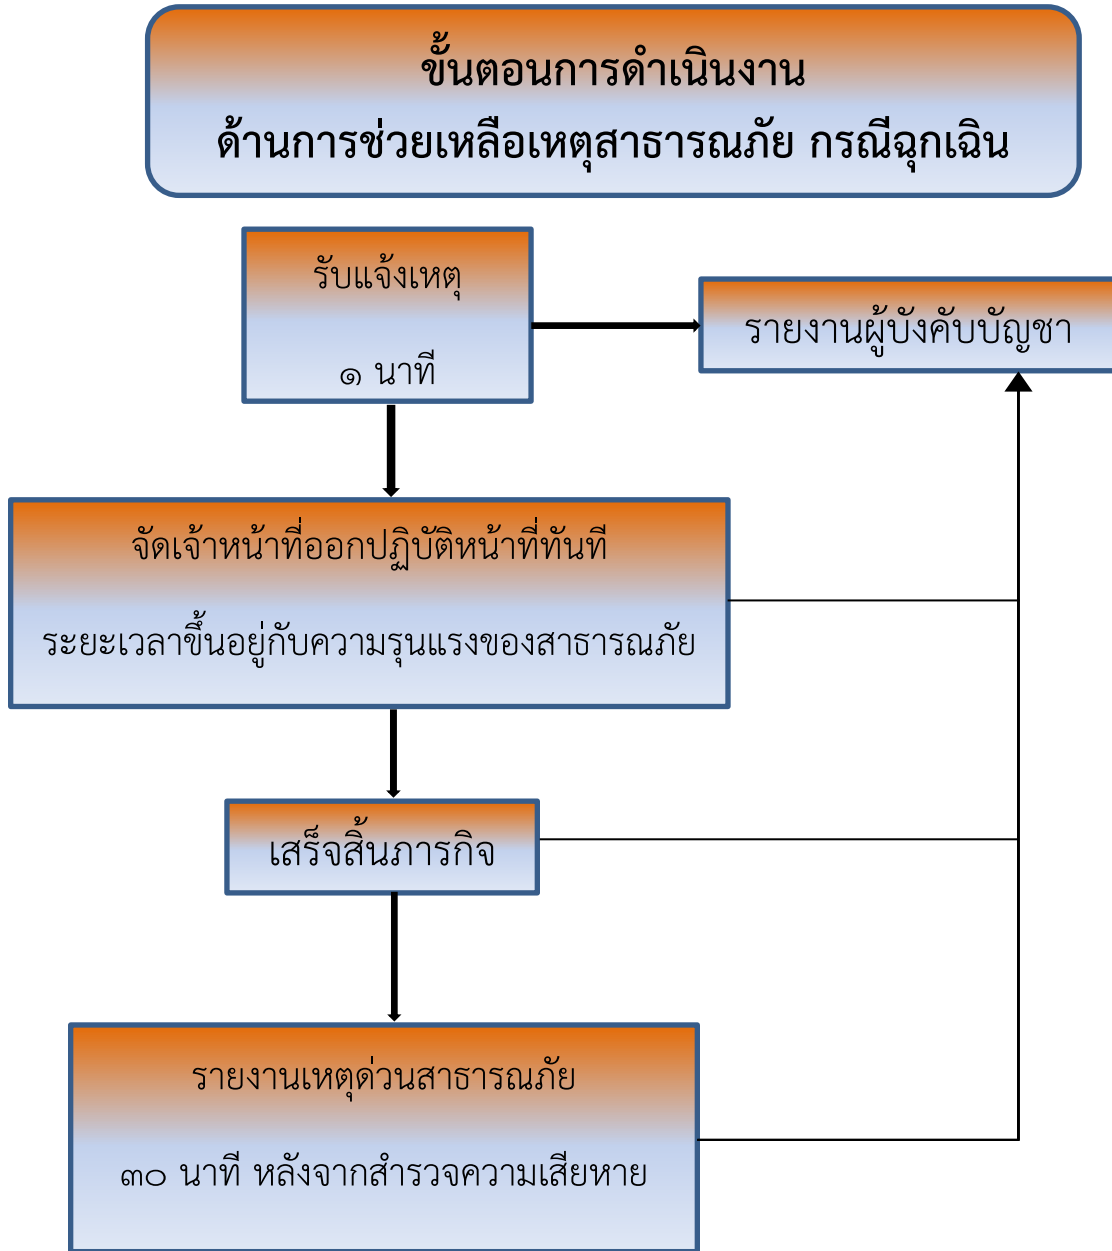 ขั้นตอนการดำเนินงาน
ด้านการช่วยเหลือเหตุสาธารณภัย กรณีฉุกเฉิน
รับแจ้งเหตุ
๑ นาที
รายงานผู้บังคับบัญชา
จัดเจ้าหน้าที่ออกปฏิบัติหน้าที่ทันที
ระยะเวลาขึ้นอยู่กับความรุนแรงของสาธารณภัย
เสร็จสิ้นภารกิจ
รายงานเหตุด่วนสาธารณภัย
๓๐ นาที หลังจากสำรวจความเสียหาย